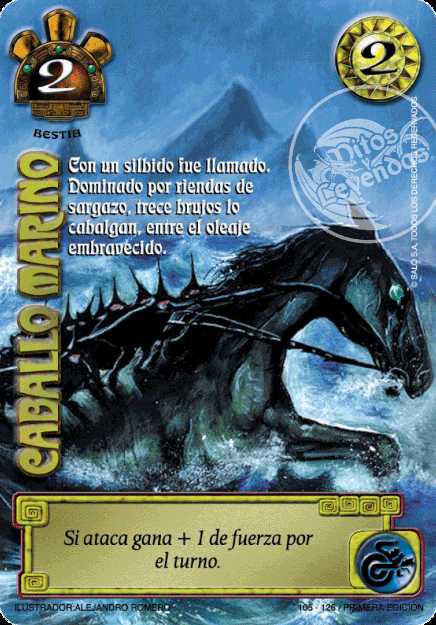 2
2
BESTIA
CABALLO MARINO
Con un silbido fue llamado.
Dominado por riendas de
sargazo, trece brujos lo
cabalgan, entre el oleaje
embravecido.
Mitos
y
Leyendas
© SALO S.A. TODOS LOS DERECHOS RESERVADOS
Si ataca gana + 1 de fuerza por
el turno.
ILUSTRADOR:ALEJANDRO ROMERO
105 - 126 / PRIMERA EDICION